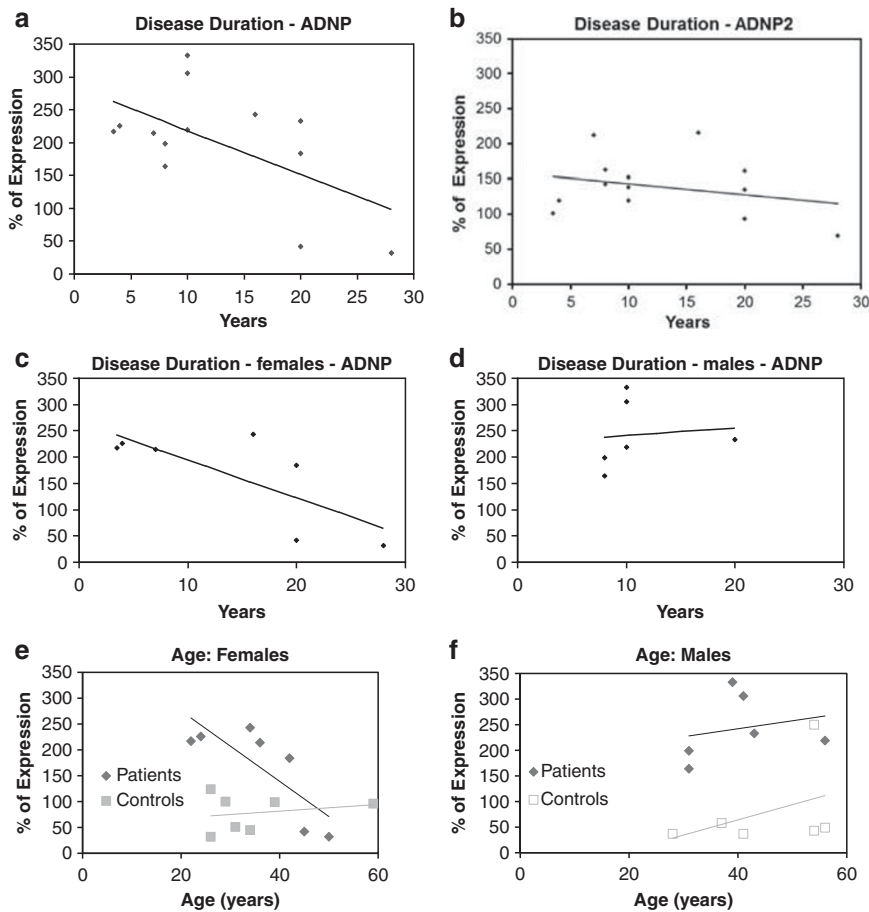 a
Disease Duration - ADNP
% of Expression
350
300
250
200
150
100
50
0
0 5 10 15 20 25 30
Years
b
Disease Duration - ADNP2
% of Expression
350
300
250
200
150
100
50
0
0 5 10 15 20 25 30
Years
c
Disease Duration - females - ADNP
% of Expression
350
300
250
200
150
100
50
0
0 10 20 30
Years
d
Disease Duration - males - ADNP
% of Expression
350
300
250
200
150
100
50
0
0 10 20 30
Years
e
Age: Females
% of Expression
350
300
250
200
150
100
50
0
Patients
Controls
0 20 40 60
Age (years)
f
Age: Males
% of Expression
350
300
250
200
150
100
50
0
Patients
Controls
0 20 40 60
Age (years)